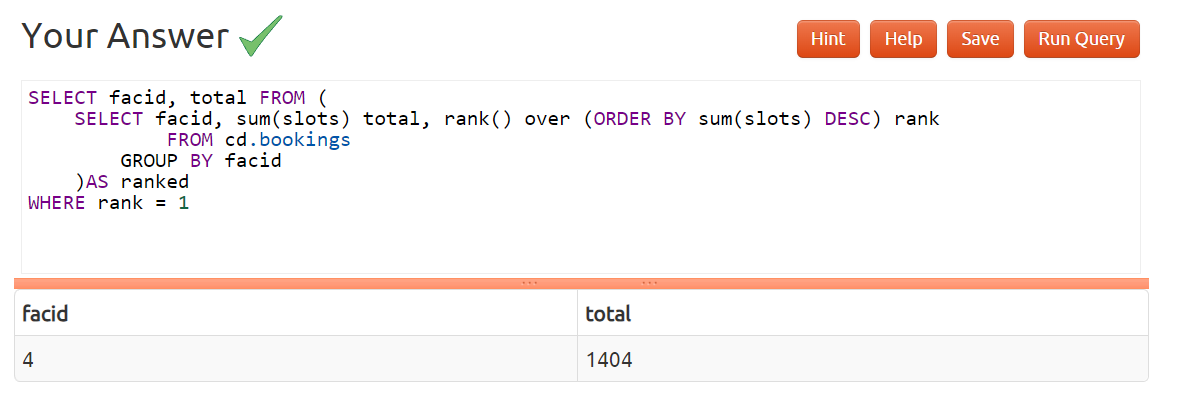 Your Answer
Hint Help Save Run Query
SELECT facid, total FROM (
SELECT facid, sum(slots) total, rank() over (ORDER BY sum(slots) DESC) rank
FROM cd.bookings
GROUP BY facid
)AS ranked
WHERE rank = 1
facid total
4 1404